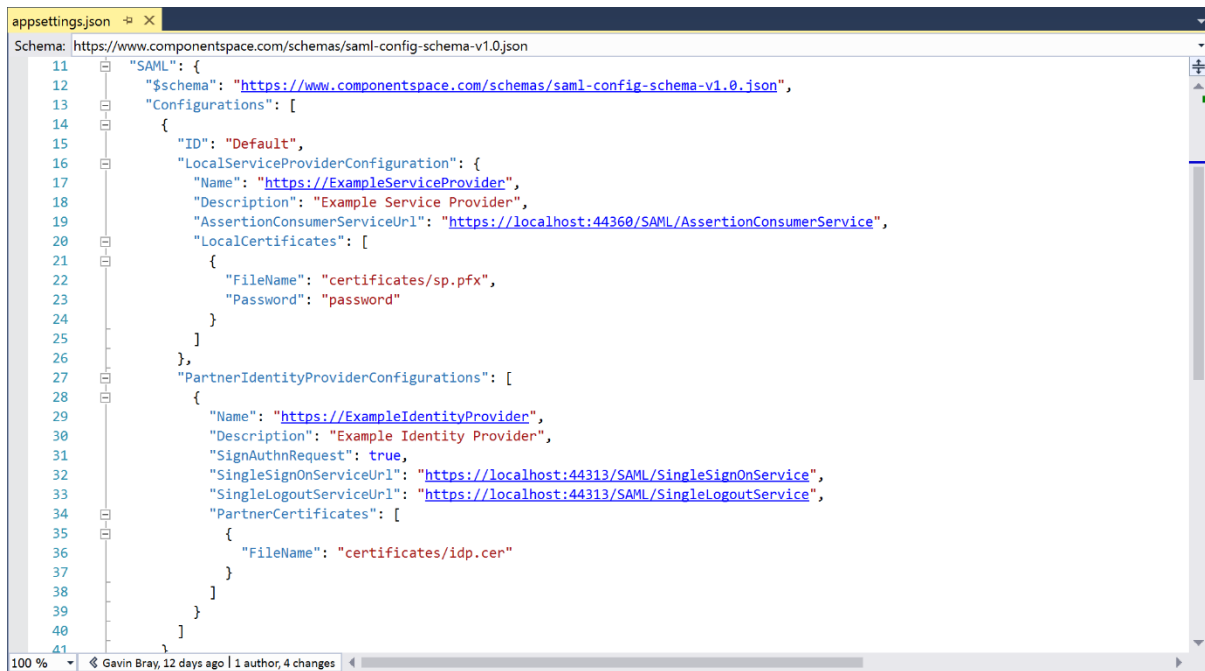 appsettings.json
Schema: https://www.componentspace.com/schemas/saml-config-schema-v1.0.json
11 "SAML": {
12 "$schema": "https://www.componentspace.com/schemas/saml-config-schema-v1.0.json",
13 "Configurations": [
14 {
15 "ID": "Default",
16 "LocalServiceProviderConfiguration": {
17 "Name": "https://ExampleServiceProvider",
18 "Description": "Example Service Provider",
19 "AssertionConsumerServiceUrl": "https://localhost:44360/SAML/AssertionConsumerService",
20 "LocalCertificates": [
21 {
22 "FileName": "certificates/sp.pfx",
23 "Password": "password"
24 }
25 ]
26 },
27 "PartnerIdentityProviderConfigurations": [
28 {
29 "Name": "https://ExampleIdentityProvider",
30 "Description": "Example Identity Provider",
31 "SignAuthnRequest": true,
32 "SingleSignOnServiceUrl": "https://localhost:44313/SAML/SingleSignOnService",
33 "SingleLogoutServiceUrl": "https://localhost:44313/SAML/SingleLogoutService",
34 "PartnerCertificates": [
35 {
36 "FileName": "certificates/idp.cer"
37 }
38 ]
39 }
40 ]
41 }
100 % Gavin Bray, 12 days ago | 1 author, 4 changes